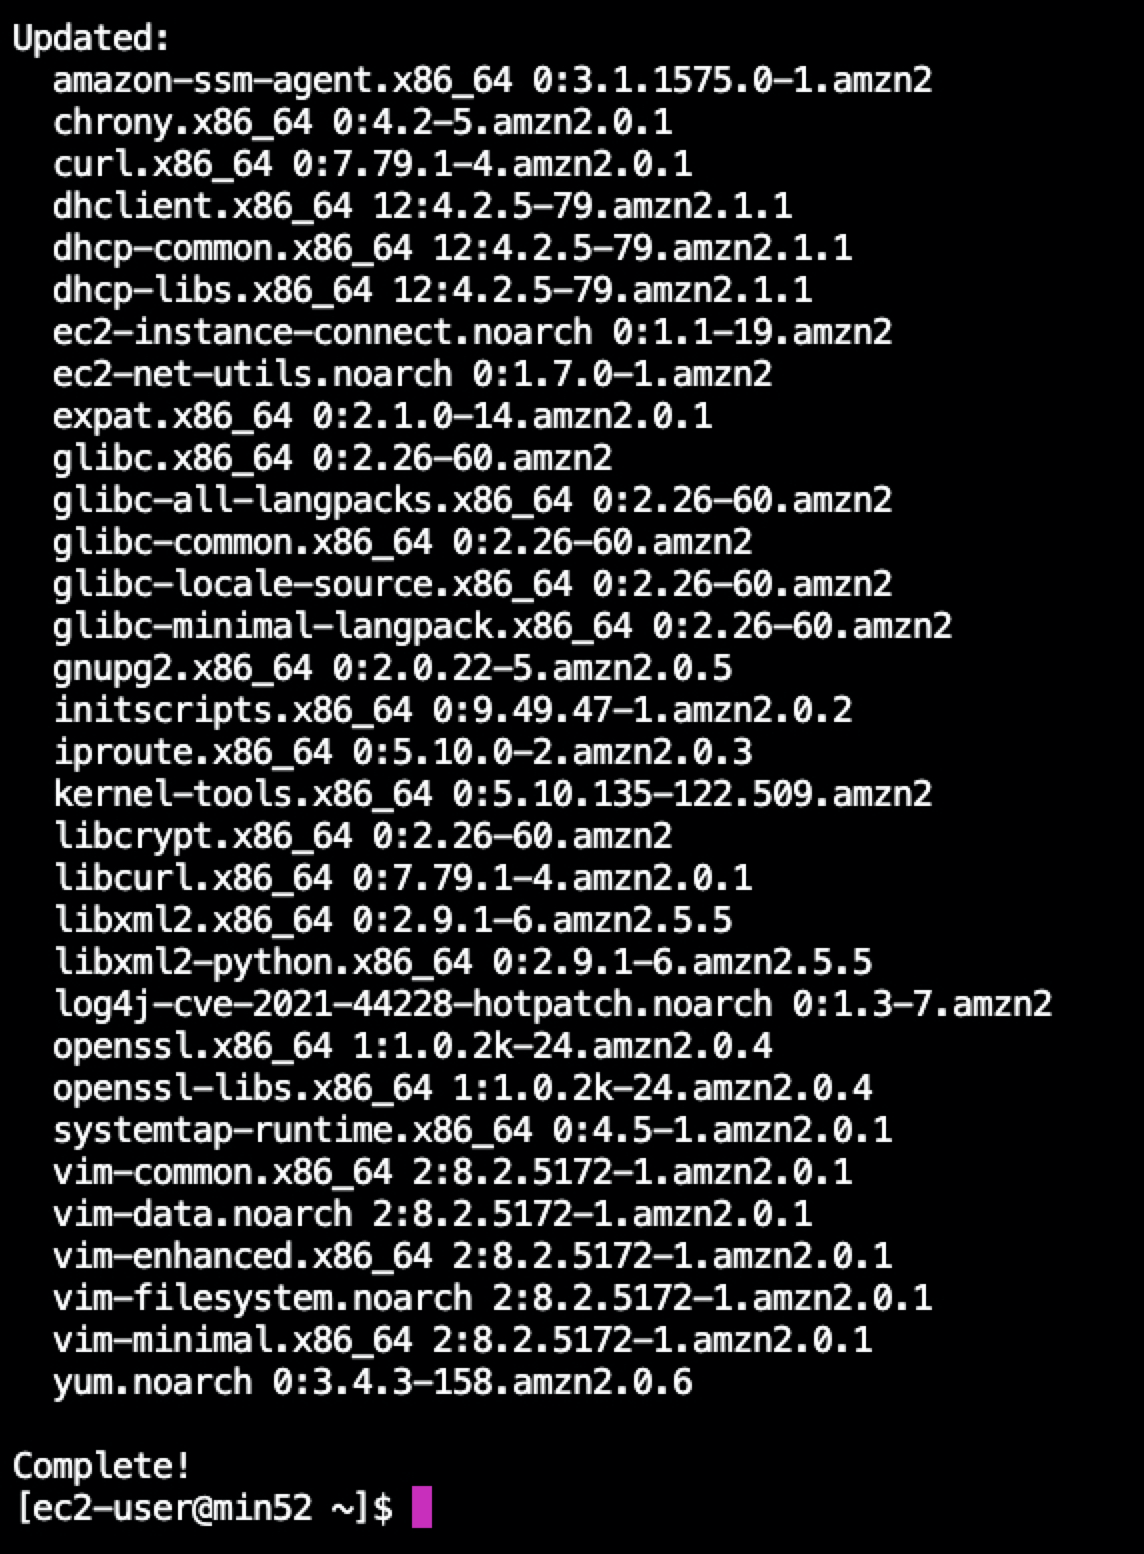 Updated:
  amazon-ssm-agent.x86_64 0:3.1.1575.0-1.amzn2
  chrony.x86_64 0:4.2-5.amzn2.0.1
  curl.x86_64 0:7.79.1-4.amzn2.0.1
  dhclient.x86_64 12:4.2.5-79.amzn2.1.1
  dhcp-common.x86_64 12:4.2.5-79.amzn2.1.1
  dhcp-libs.x86_64 12:4.2.5-79.amzn2.1.1
  ec2-instance-connect.noarch 0:1.1-19.amzn2
  ec2-net-utils.noarch 0:1.7.0-1.amzn2
  expat.x86_64 0:2.1.0-14.amzn2.0.1
  glibc.x86_64 0:2.26-60.amzn2
  glibc-all-langpacks.x86_64 0:2.26-60.amzn2
  glibc-common.x86_64 0:2.26-60.amzn2
  glibc-locale-source.x86_64 0:2.26-60.amzn2
  glibc-minimal-langpack.x86_64 0:2.26-60.amzn2
  gnupg2.x86_64 0:2.0.22-5.amzn2.0.5
  initscripts.x86_64 0:9.49.47-1.amzn2.0.2
  iproute.x86_64 0:5.10.0-2.amzn2.0.3
  kernel-tools.x86_64 0:5.10.135-122.509.amzn2
  libcrypt.x86_64 0:2.26-60.amzn2
  libcurl.x86_64 0:7.79.1-4.amzn2.0.1
  libxml2.x86_64 0:2.9.1-6.amzn2.5.5
  libxml2-python.x86_64 0:2.9.1-6.amzn2.5.5
  log4j-cve-2021-44228-hotpatch.noarch 0:1.3-7.amzn2
  openssl.x86_64 1:1.0.2k-24.amzn2.0.4
  openssl-libs.x86_64 1:1.0.2k-24.amzn2.0.4
  systemtap-runtime.x86_64 0:4.5-1.amzn2.0.1
  vim-common.x86_64 2:8.2.5172-1.amzn2.0.1
  vim-data.noarch 2:8.2.5172-1.amzn2.0.1
  vim-enhanced.x86_64 2:8.2.5172-1.amzn2.0.1
  vim-filesystem.noarch 2:8.2.5172-1.amzn2.0.1
  vim-minimal.x86_64 2:8.2.5172-1.amzn2.0.1
  yum.noarch 0:3.4.3-158.amzn2.0.6

Complete!
[ec2-user@min52 ~]$